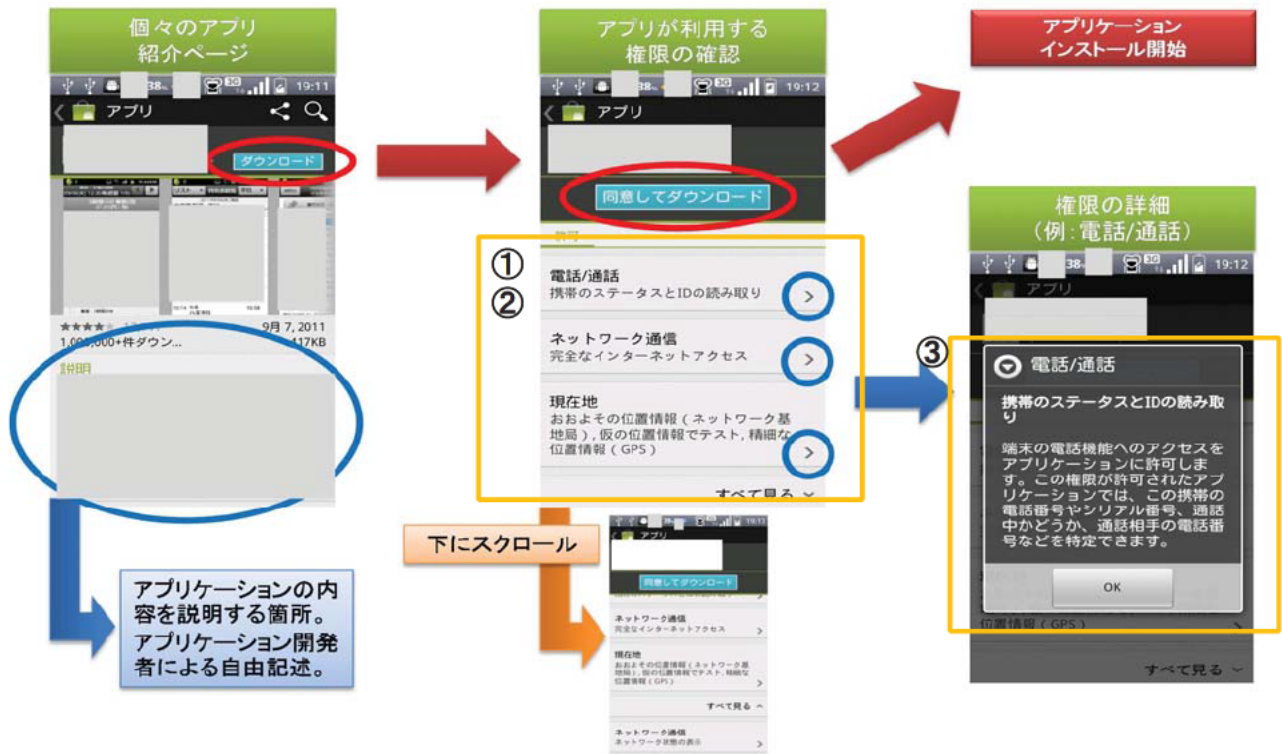 個々のアプリ
紹介ページ
38%
3G
19:11
アプリ
ダウンロード
★★★★★
9月 7, 2011
1,000,000+件ダウン...
417KB
説明
アプリケーションの内
容を説明する箇所。
アプリケーション開発
者による自由記述。
アプリが利用する
権限の確認
38%
3G
19:12
アプリ
同意してダウンロード
許可
①
②
電話/通話
携帯のステータスとIDの読み取り
ネットワーク通信
完全なインターネットアクセス
現在地
おおよその位置情報(ネットワーク基
地局), 仮の位置情報でテスト, 精細な
位置情報(GPS)
すべて見る
下にスクロール
19:12
アプリ
同意してダウンロード
ネットワーク通信
完全なインターネットアクセス
現在地
おおよその位置情報(ネットワーク基
地局), 仮の位置情報でテスト, 精細な
位置情報(GPS)
すべて見る
ネットワーク通信
ネットワーク状態の表示
アプリケーション
インストール開始
権限の詳細
(例:電話/通話)
38%
3G
19:12
アプリ
③
電話/通話
携帯のステータスとIDの読み取
り
端末の電話機能へのアクセスを
アプリケーションに許可しま
す。この権限が許可されたアプ
リケーションでは、この携帯の
電話番号やシリアル番号、通話
中かどうか、通話相手の電話番
号などを特定できます。
OK
位置情報(GPS)
すべて見る